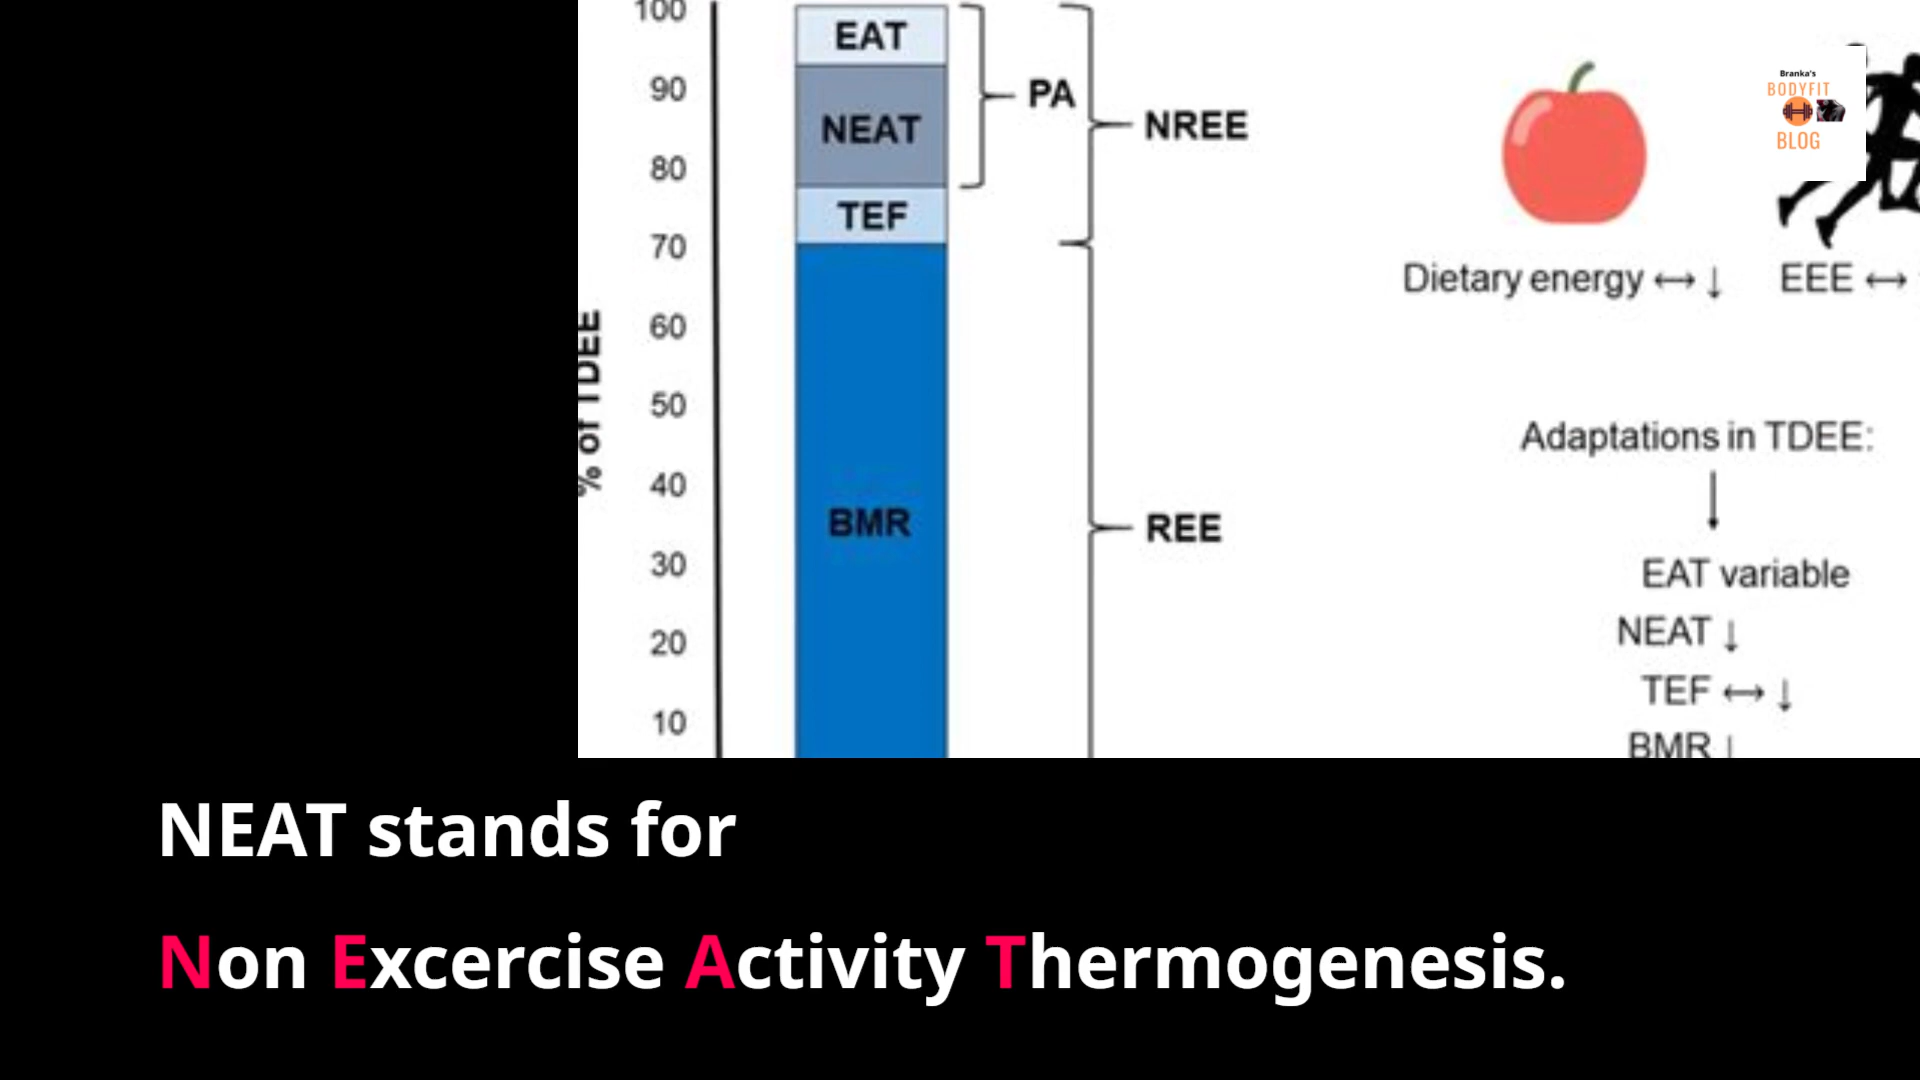 100
90
80
70
60
50
40
30
20
10
% of TDEE
EAT
NEAT
TEF
BMR
PA
NREE
REE
Branka's
BODYFIT
BLOG
Dietary energy ↔ ↓
EEE ↔
Adaptations in TDEE:
↓
EAT variable
NEAT ↓
TEF ↔ ↓
BMR ↓
NEAT stands for
Non Excercise Activity Thermogenesis.